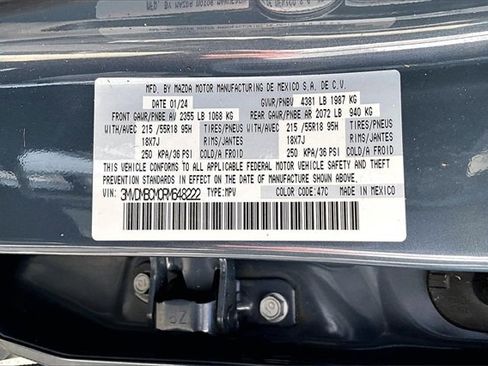 MFD. BY MAZDA MOTOR MANUFACTURING DE MEXICO S.A. DE C.V.
DATE 01/24 GVWR/PNBV 4381 LB 1987 KG
FRONT GAWR/PNBE AV 2355 LB 1068 KG REAR GAWR/PNBE AR 2072 LB 940 KG
WITH/AVEC 215/55R18 95H TIRES/PNEUS WITH/AVEC 215/55R18 95H TIRES/PNEUS
18X7J RIMS/JANTES 18X7J RIMS/JANTES
250 KPA/36 PSI COLD/A FROID 250 KPA/36 PSI COLD/A FROID
THIS VEHICLE CONFORMS TO ALL APPLICABLE FEDERAL MOTOR VEHICLE SAFETY AND THEFT
PREVENTION STANDARDS IN EFFECT ON THE DATE OF MANUFACTURE SHOWN ABOVE.
VIN: 3MVDMBCM0RM648222 TYPE:MPV COLOR CODE:47C MADE IN MEXICO